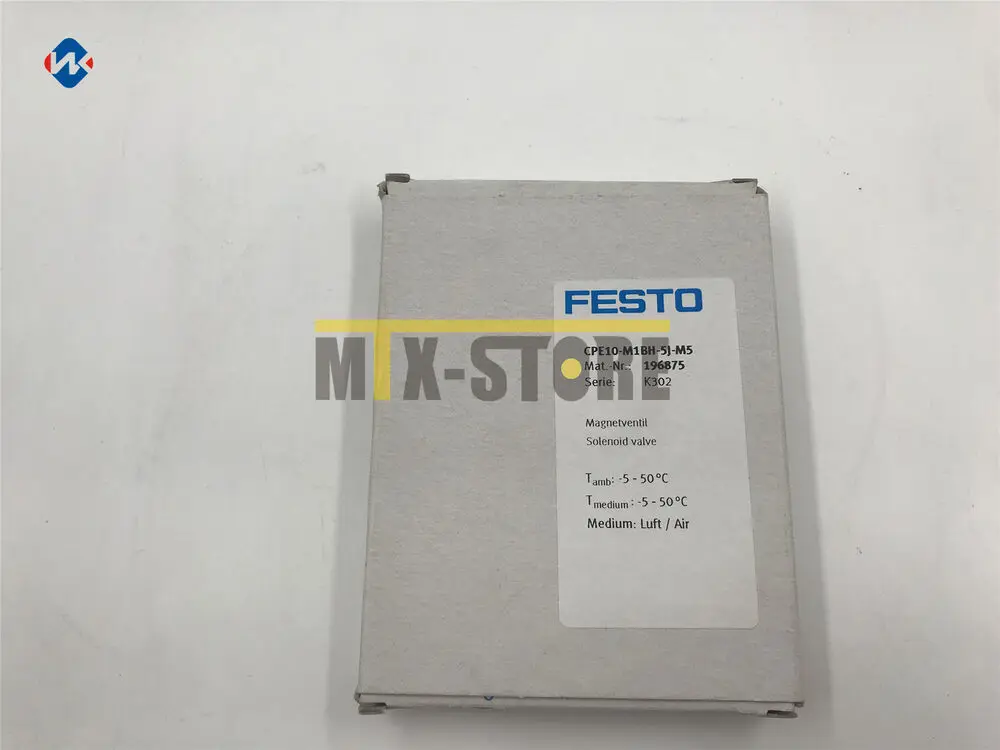 FESTO
CPE10-M1BH-5J-M5
Mat.-Nr.: 196875
Serie: K302
MTX-STORE
Magnetventil
Solenoid valve
Tamb: -5 - 50°C
Tmedium: -5 - 50°C
Medium: Luft / Air